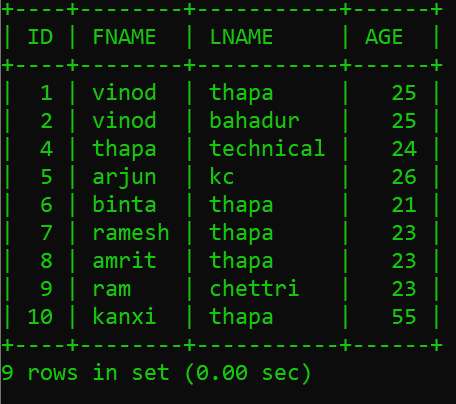 +----+--------+-----------+------+
| ID | FNAME  | LNAME     | AGE  |
+----+--------+-----------+------+
|  1 | vinod  | thapa     |   25 |
|  2 | vinod  | bahadur   |   25 |
|  4 | thapa  | technical |   24 |
|  5 | arjun  | kc        |   26 |
|  6 | binta  | thapa     |   21 |
|  7 | ramesh | thapa     |   23 |
|  8 | amrit  | thapa     |   23 |
|  9 | ram    | chettri   |   23 |
| 10 | kanxi  | thapa     |   55 |
+----+--------+-----------+------+
9 rows in set (0.00 sec)